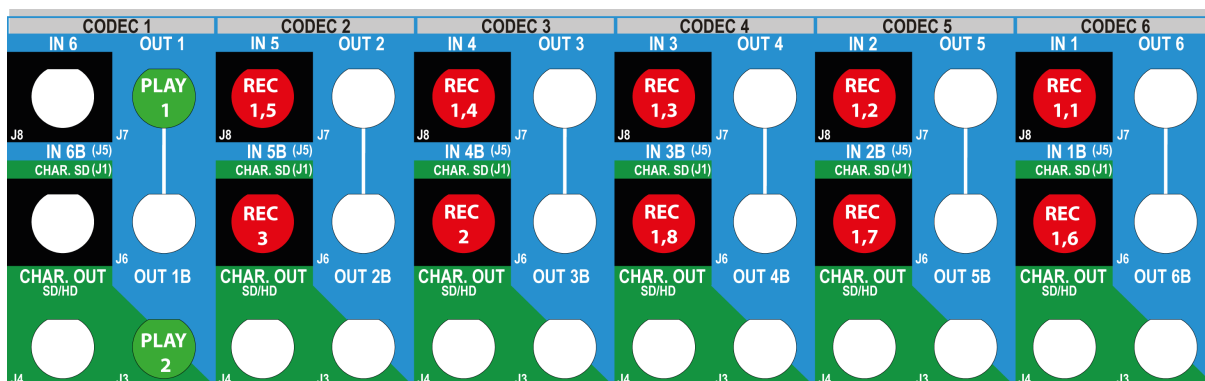 CODEC 1 CODEC 2 CODEC 3 CODEC 4 CODEC 5 CODEC 6
IN 6 OUT 1 IN 5 OUT 2 IN 4 OUT 3 IN 3 OUT 4 IN 2 OUT 5 IN 1 OUT 6
PLAY REC REC REC REC REC
1 1,5 1,4 1,3 1,2 1,1
J8 J7 J8 J7 J8 J7 J8 J7 J8 J7 J8 J7
IN 6B (J5) IN 5B (J5) IN 4B (J5) IN 3B (J5) IN 2B (J5) IN 1B (J5)
CHAR. SD (J1) CHAR. SD (J1) CHAR. SD (J1) CHAR. SD (J1) CHAR. SD (J1) CHAR. SD (J1)
REC REC REC REC REC
3 2 1,8 1,7 1,6
J6 J6 J6 J6 J6 J6
CHAR. OUT OUT 1B CHAR. OUT OUT 2B CHAR. OUT OUT 3B CHAR. OUT OUT 4B CHAR. OUT OUT 5B CHAR. OUT OUT 6B
SD/HD SD/HD SD/HD SD/HD SD/HD SD/HD
PLAY
2
J4 J3 J4 J3 J4 J3 J4 J3 J4 J3 J4 J3